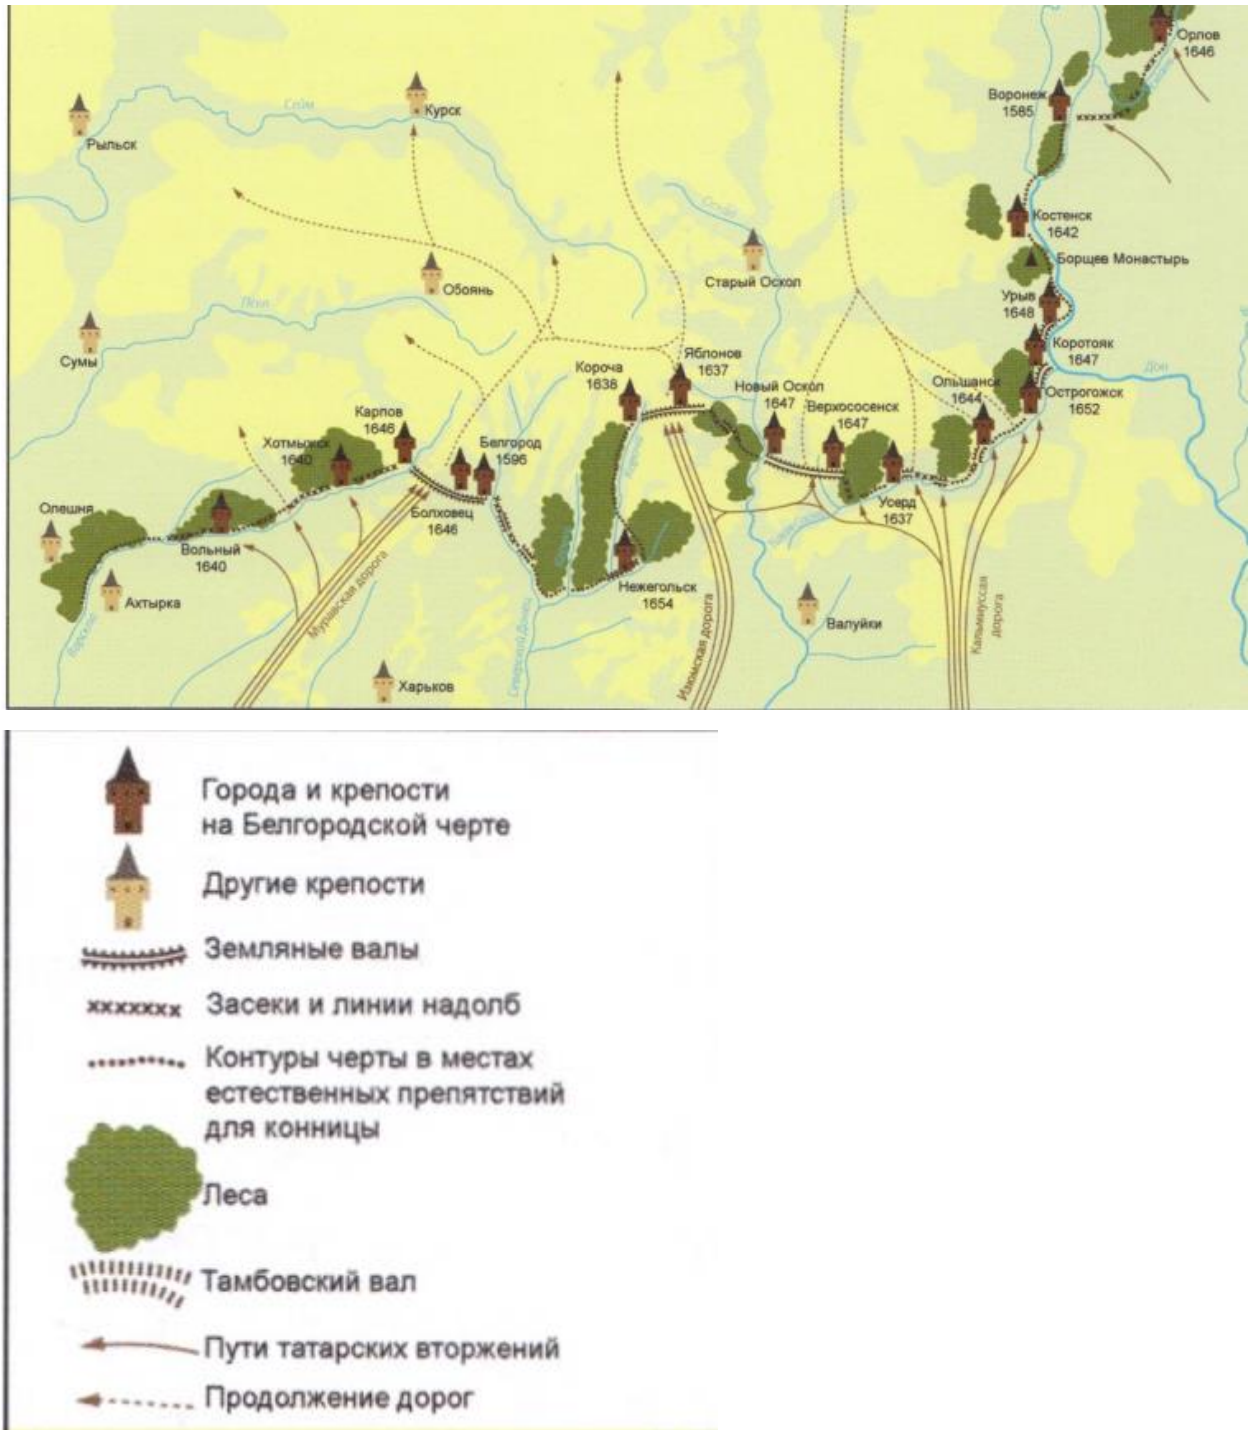 Орлов
1646
Воронеж
1585
Сейм
Курск
Рыльск
Костенск
1642
Борщев Монастырь
Старый Оскол
Обоянь
Псел
Урыв
1648
Сумы
Коротояк
1647
Дон
Яблонов
1637
Короча
1638
Новый Оскол
1647
Ольшанск
1644
Острогожск
1652
Верхососенск
1647
Карпов
1646
Хотмыжск
1640
Белгород
1596
Болховец
1646
Усерд
1637
Олешня
Вольный
1640
Ахтырка
Муравская дорога
Нежегольск
1654
Валуйки
Изюмская дорога
Кальмиусская
дорога
Северский Донец
Харьков
Города и крепости
на Белгородской черте
Другие крепости
Земляные валы
Засеки и линии надолб
Контуры черты в местах
естественных препятствий
для конницы
Леса
Тамбовский вал
Пути татарских вторжений
Продолжение дорог